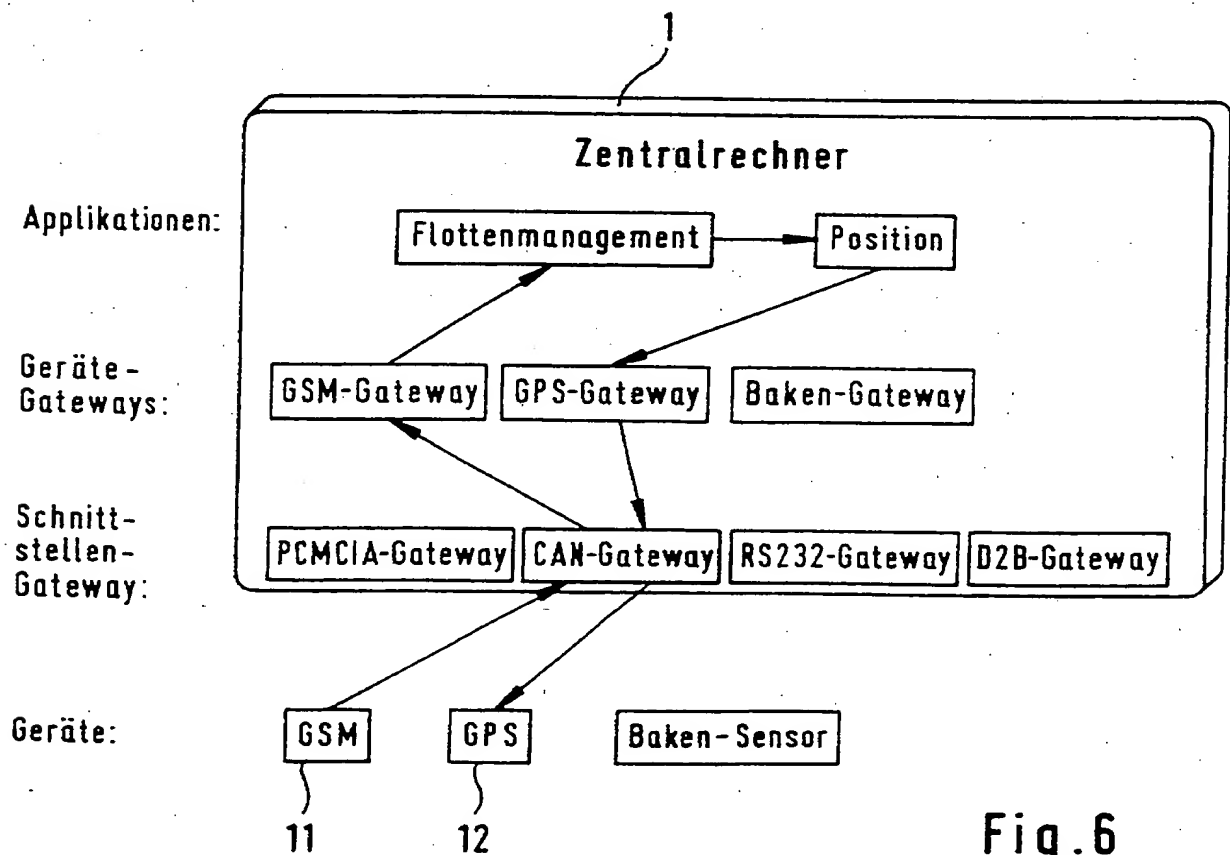 1
Zentralrechner
Applikationen:
Flottenmanagement
Position
Geräte-
Gateways:
GSM-Gateway
GPS-Gateway
Baken-Gateway
Schnitt-
stellen-
Gateway:
PCMCIA-Gateway
CAN-Gateway
RS232-Gateway
D2B-Gateway
Geräte:
GSM
GPS
Baken-Sensor
11
12
Fig.6